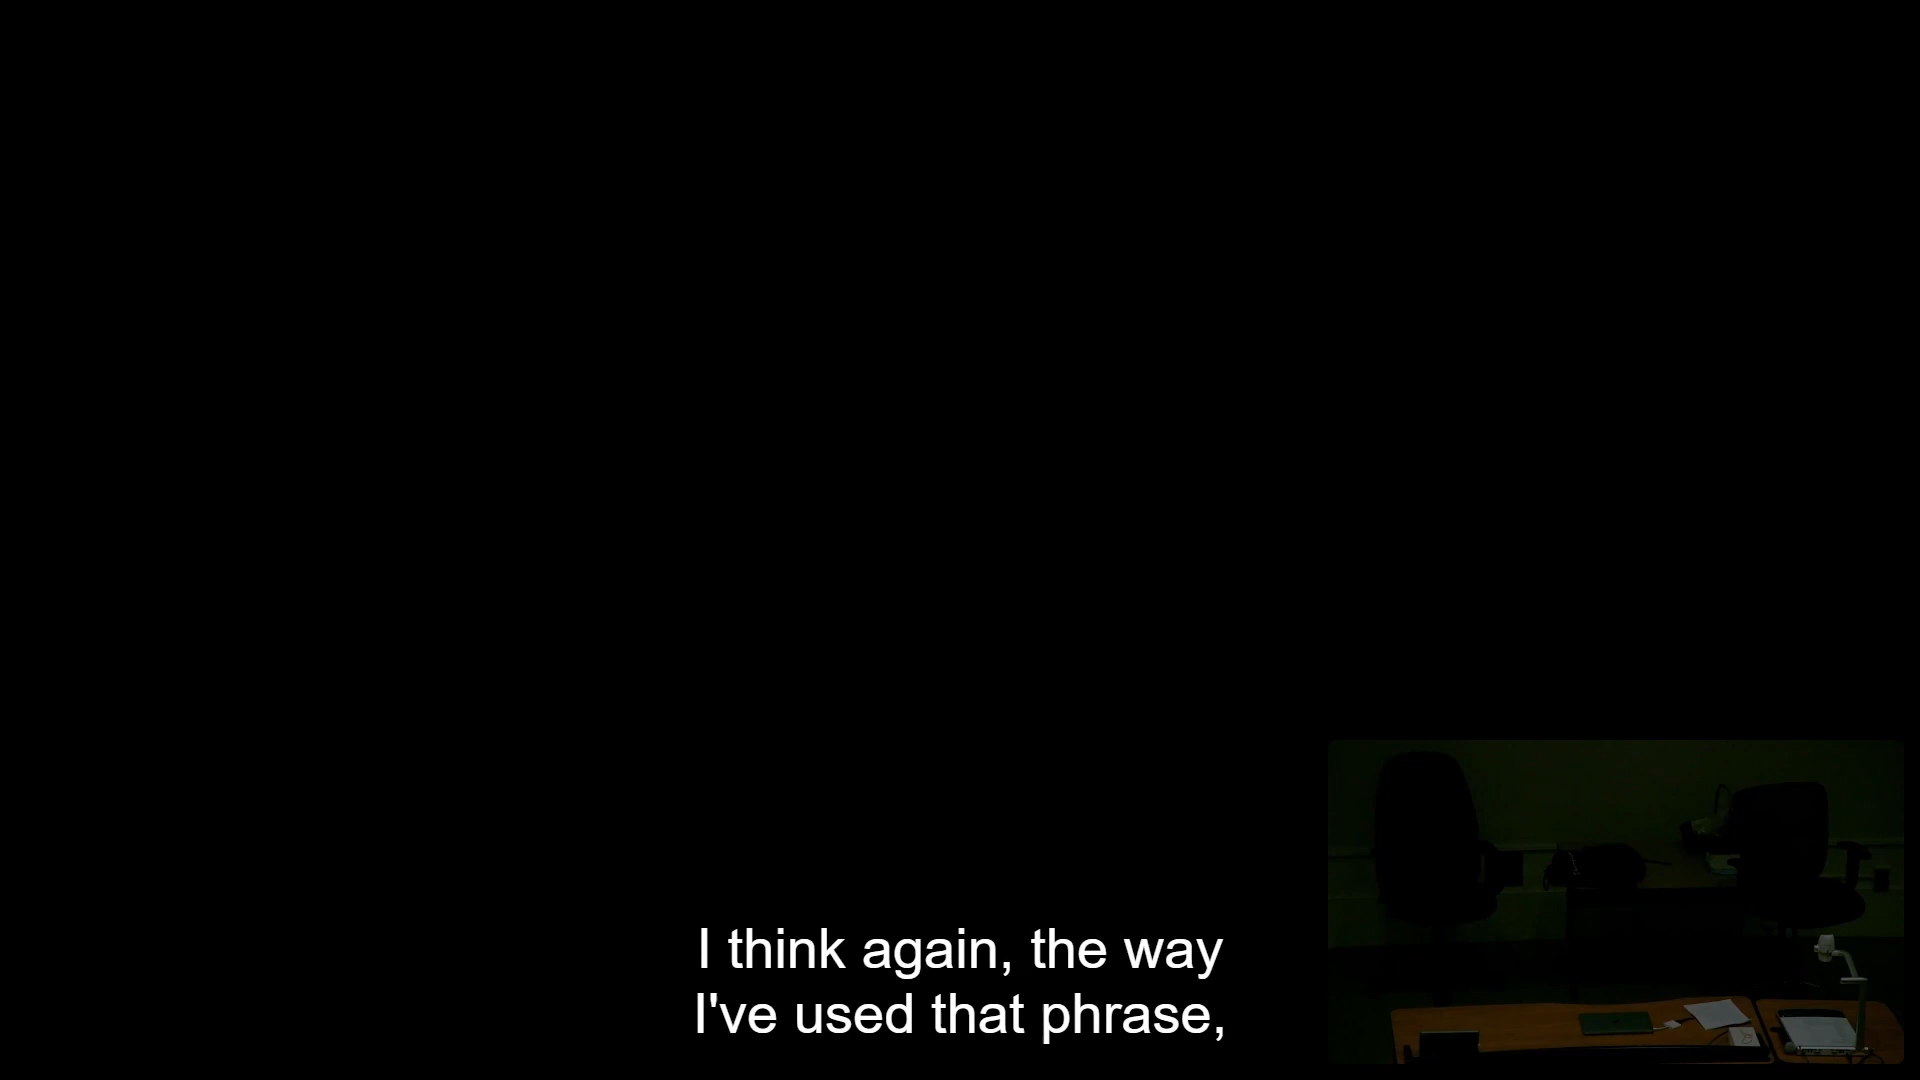 I think again, the way
I've used that phrase,